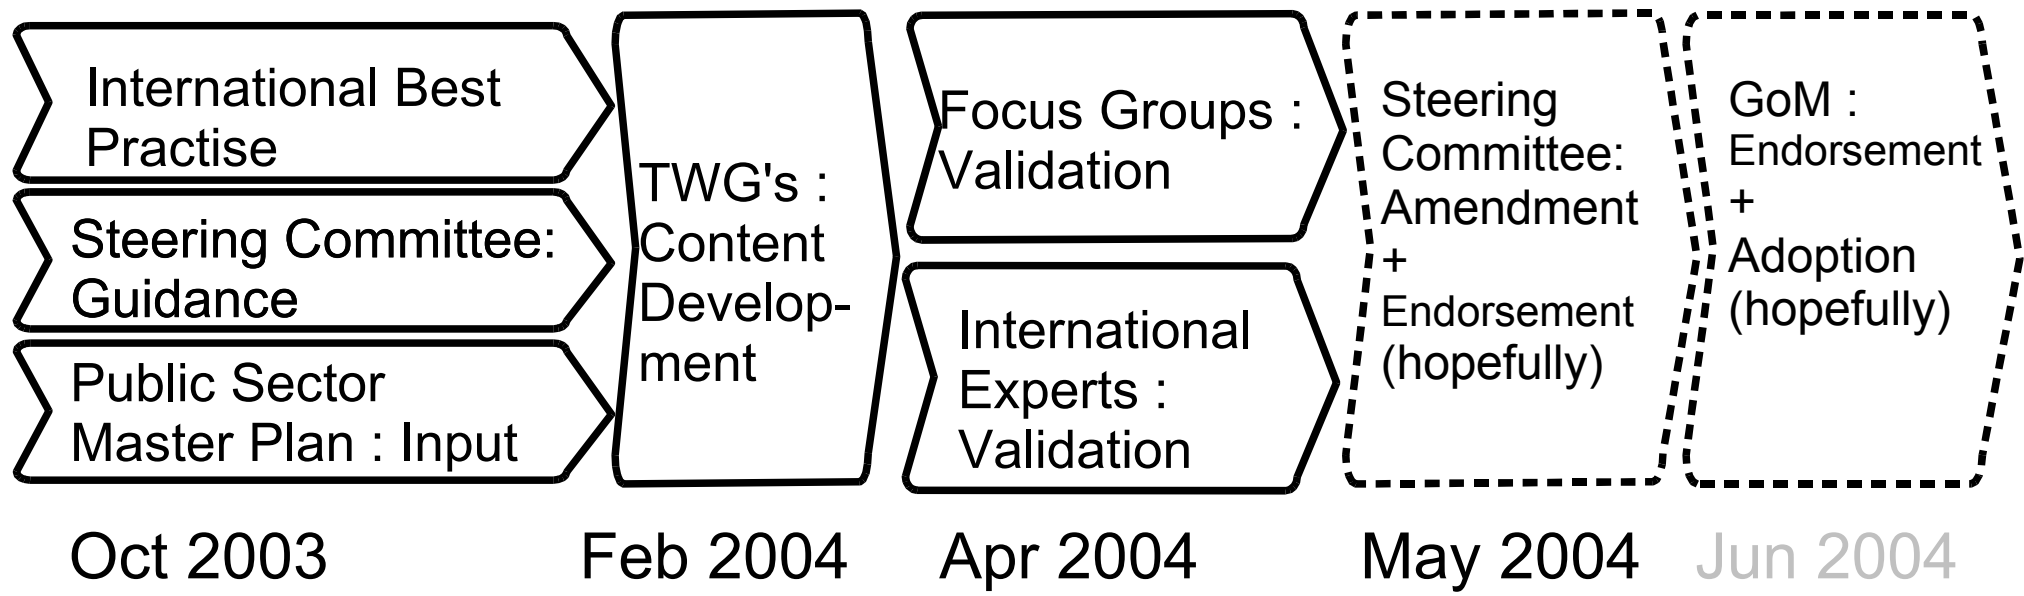 International Best
Practise
Steering Committee:
Guidance
Public Sector
Master Plan : Input
TWG's :
Content
Develop-
ment
Focus Groups :
Validation
International
Experts :
Validation
Steering
Committee:
Amendment
+
Endorsement
(hopefully)
GoM :
Endorsement
+
Adoption
(hopefully)
Oct 2003
Feb 2004
Apr 2004
May 2004
Jun 2004